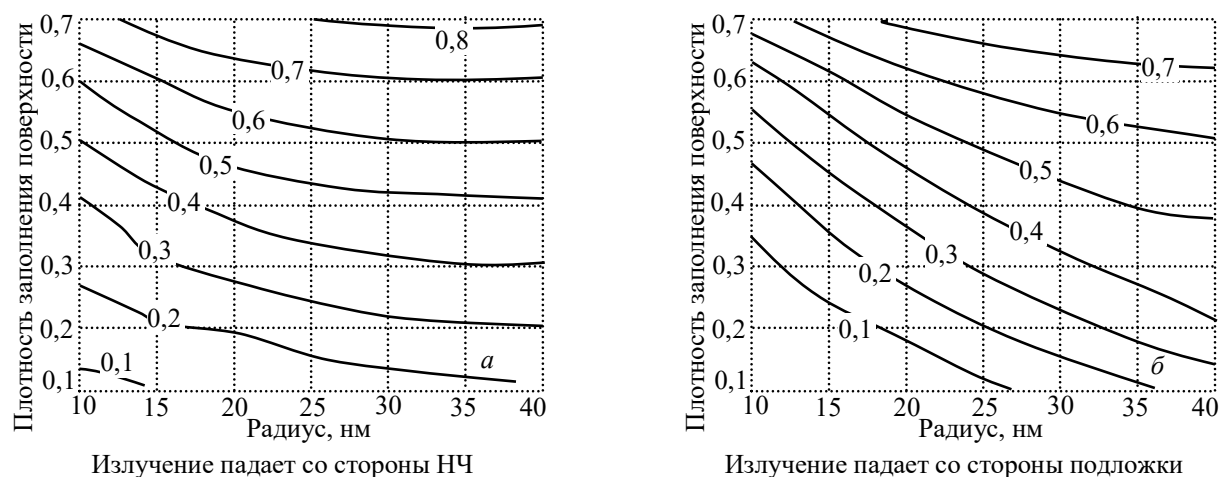 Плотность заполнения поверхности
0,7
0,6
0,5
0,4
0,3
0,2
0,1
0,8
0,7
0,6
0,5
0,4
0,3
0,2
0,1
а
10 15 20 25 30 35 40
Радиус, нм
Излучение падает со стороны НЧ
Плотность заполнения поверхности
0,7
0,6
0,5
0,4
0,3
0,2
0,1
0,7
0,6
0,5
0,4
0,3
0,2
0,1
б
10 15 20 25 30 35 40
Радиус, нм
Излучение падает со стороны подложки